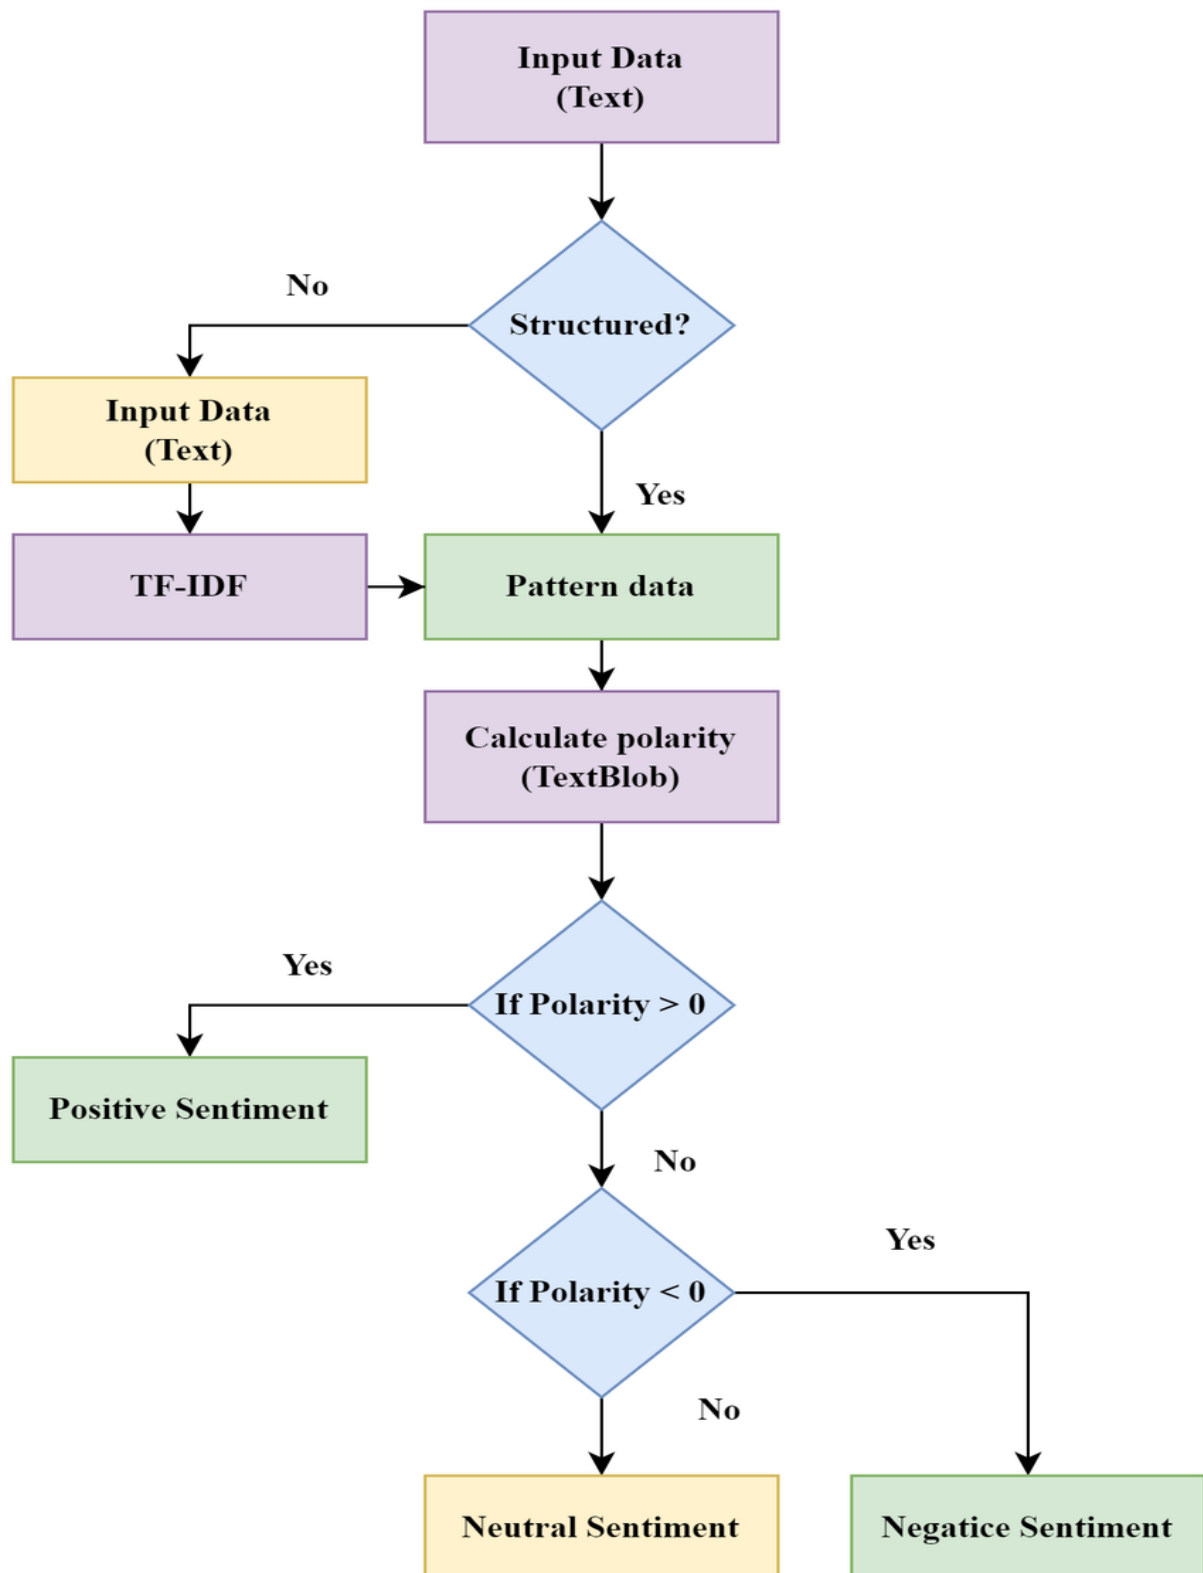 Input Data
(Text)
Structured?
No
Input Data
(Text)
Yes
TF-IDF
Pattern data
Calculate polarity
(TextBlob)
If Polarity > 0
Yes
Positive Sentiment
No
If Polarity < 0
Yes
No
Neutral Sentiment
Negatice Sentiment